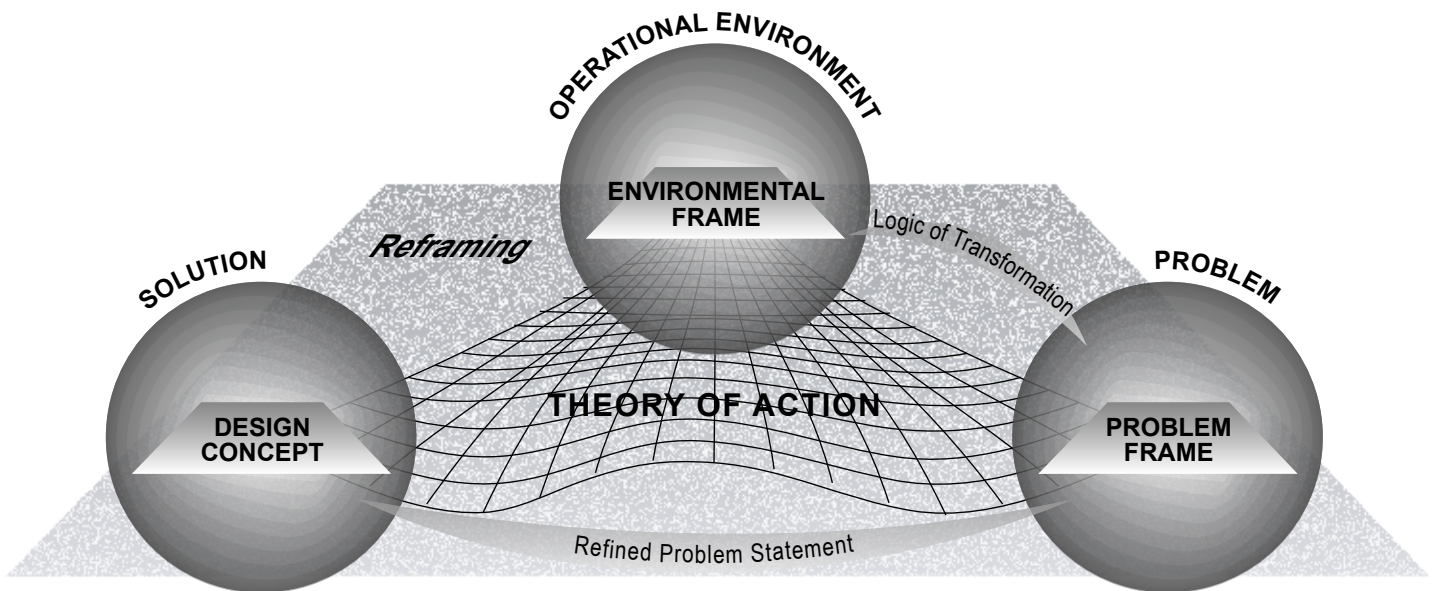 OPERATIONAL ENVIRONMENT
ENVIRONMENTAL
FRAME
Reframing
Logic of Transformation
SOLUTION
PROBLEM
THEORY OF ACTION
DESIGN
CONCEPT
PROBLEM
FRAME
Refined Problem Statement